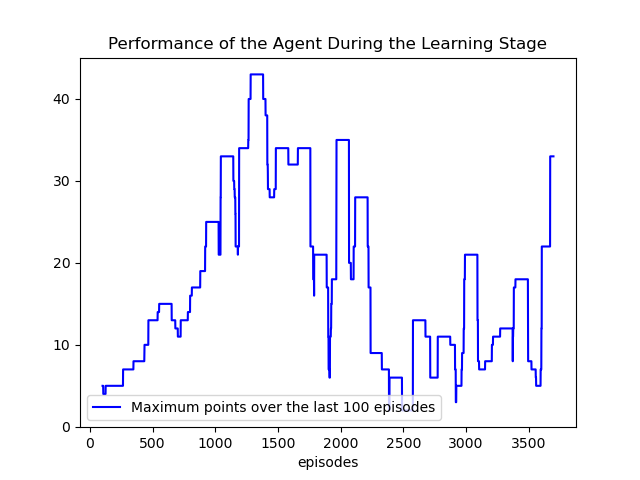 Performance of the Agent During the Learning Stage
40
30
20
10
0
Maximum points over the last 100 episodes
0 500 1000 1500 2000 2500 3000 3500
episodes